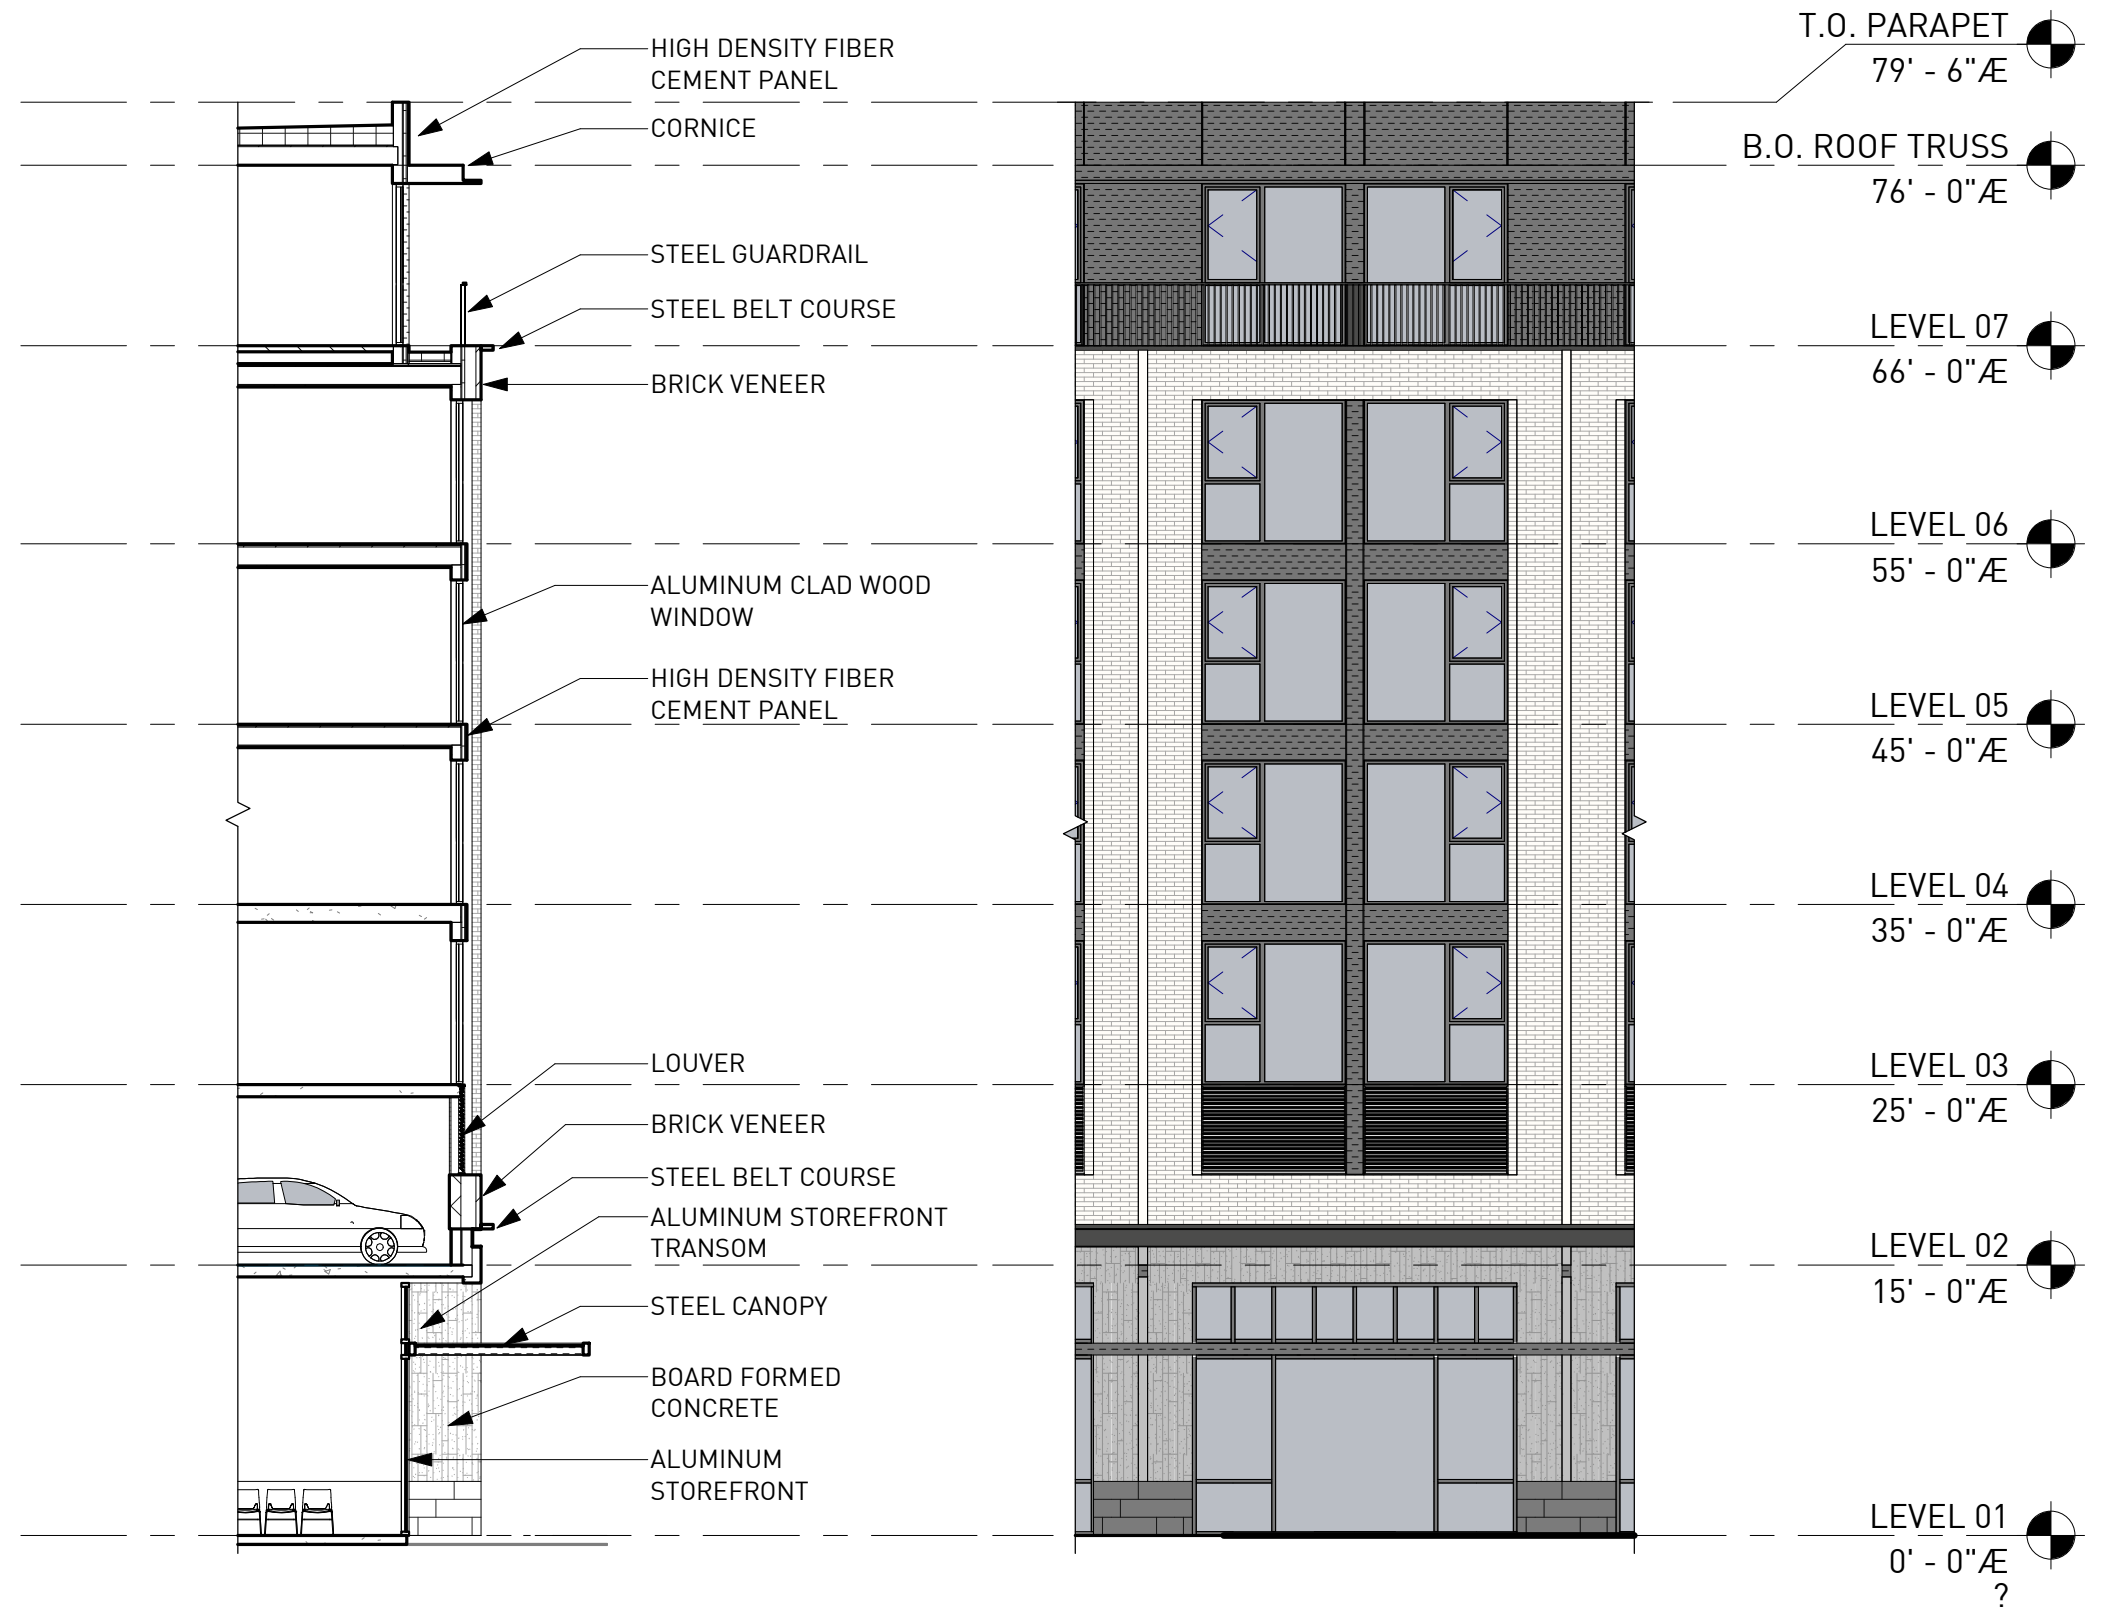 HIGH DENSITY FIBER
CEMENT PANEL
CORNICE
STEEL GUARDRAIL
STEEL BELT COURSE
BRICK VENEER
ALUMINUM CLAD WOOD
WINDOW
HIGH DENSITY FIBER
CEMENT PANEL
LOUVER
BRICK VENEER
STEEL BELT COURSE
ALUMINUM STOREFRONT
TRANSOM
STEEL CANOPY
BOARD FORMED
CONCRETE
ALUMINUM
STOREFRONT
T.O. PARAPET
79' - 6"Æ
B.O. ROOF TRUSS
76' - 0"Æ
LEVEL 07
66' - 0"Æ
LEVEL 06
55' - 0"Æ
LEVEL 05
45' - 0"Æ
LEVEL 04
35' - 0"Æ
LEVEL 03
25' - 0"Æ
LEVEL 02
15' - 0"Æ
LEVEL 01
0' - 0"Æ
?